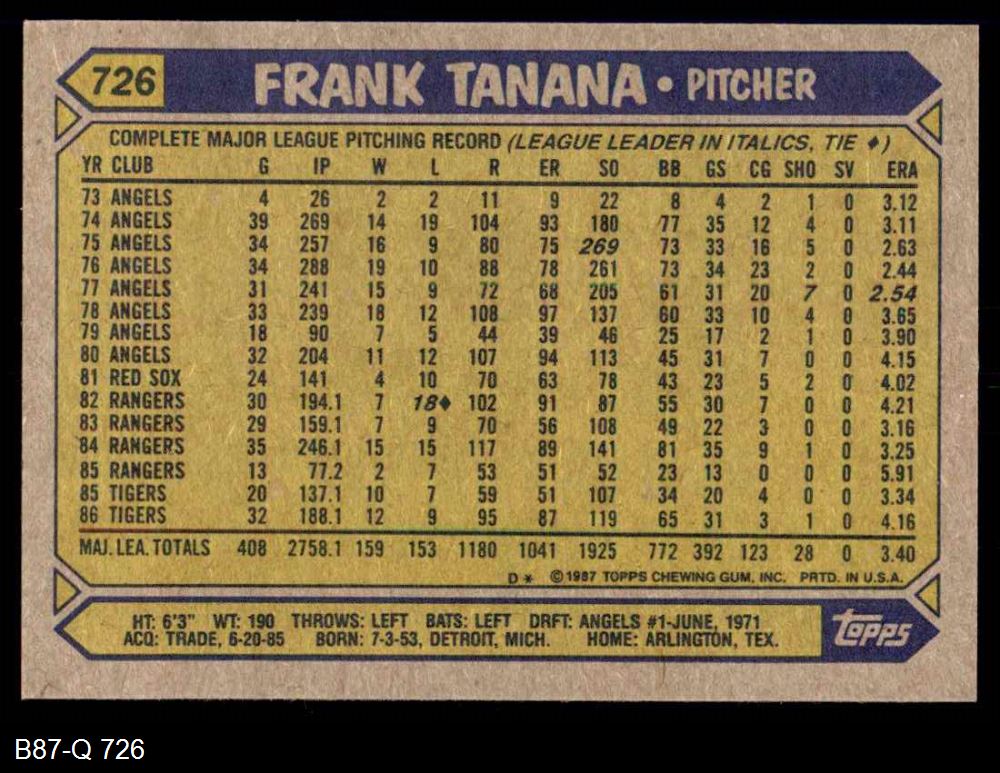 726 FRANK TANANA • PITCHER
COMPLETE MAJOR LEAGUE PITCHING RECORD (LEAGUE LEADER IN ITALICS, TIE ♦)
YR CLUB G IP W L R ER SO BB GS CG SHO SV ERA
73 ANGELS 4 26 2 2 11 9 22 8 4 2 1 0 3.12
74 ANGELS 39 269 14 19 104 93 180 77 35 12 4 0 3.11
75 ANGELS 34 257 16 9 80 75 269 73 33 16 5 0 2.63
76 ANGELS 34 288 19 10 88 78 261 73 34 23 2 0 2.44
77 ANGELS 31 241 15 9 72 68 205 61 31 20 7 0 2.54
78 ANGELS 33 239 18 12 108 97 137 60 33 10 4 0 3.65
79 ANGELS 18 90 7 5 44 39 46 25 17 2 1 0 3.90
80 ANGELS 32 204 11 12 107 94 113 45 31 7 0 0 4.15
81 RED SOX 24 141 4 10 70 63 78 43 23 5 2 0 4.02
82 RANGERS 30 194.1 7 18♦ 102 91 87 55 30 7 0 0 4.21
83 RANGERS 29 159.1 7 9 70 56 108 49 22 3 0 0 3.16
84 RANGERS 35 246.1 15 15 117 89 141 81 35 9 1 0 3.25
85 RANGERS 13 77.2 2 7 53 51 52 23 13 0 0 0 5.91
85 TIGERS 20 137.1 10 7 59 51 107 34 20 4 0 0 3.34
86 TIGERS 32 188.1 12 9 95 87 119 65 31 3 1 0 4.16
MAJ. LEA. TOTALS 408 2758.1 159 153 1180 1041 1925 772 392 123 28 0 3.40
D* ©1987 TOPPS CHEWING GUM, INC. PRTD. IN U.S.A.
HT: 6'3" WT: 190 THROWS: LEFT BATS: LEFT DRFT: ANGELS #1-JUNE, 1971
ACQ: TRADE, 6-20-85 BORN: 7-3-53, DETROIT, MICH. HOME: ARLINGTON, TEX.
TOPPS
B87-Q 726